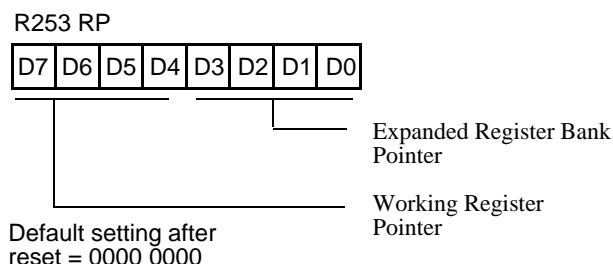 R253 RP
D7 D6 D5 D4 D3 D2 D1 D0
Expanded Register Bank
Pointer
Working Register
Pointer
Default setting after
reset = 0000 0000